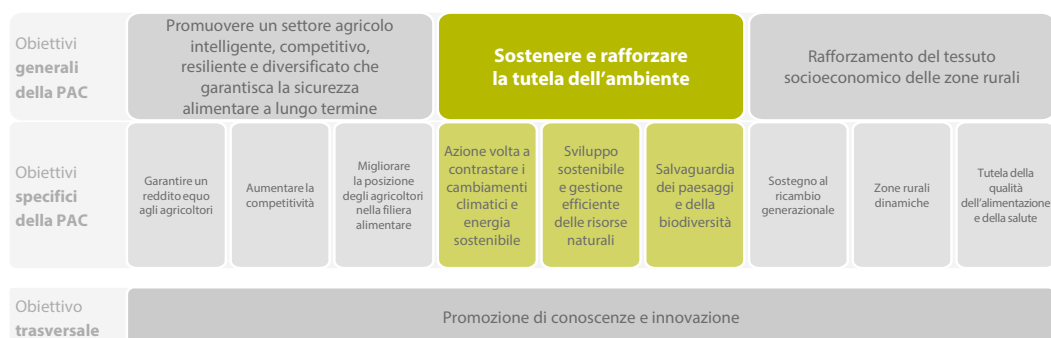 Obiettivi
generali
della PAC
Promuovere un settore agricolo
intelligente, competitivo,
resiliente e diversificato che
garantisca la sicurezza
alimentare a lungo termine
Sostenere e rafforzare
la tutela dell'ambiente
Rafforzamento del tessuto
socioeconomico delle zone rurali
Obiettivi
specifici
della PAC
Garantire un
reddito equo
agli agricoltori
Aumentare la
competitività
Migliorare
la posizione
degli agricoltori
nella filiera
alimentare
Azione volta a
contrastare i
cambiamenti
climatici e
energia
sostenibile
Sviluppo
sostenibile
e gestione
efficiente
delle risorse
naturali
Salvaguardia
dei paesaggi
e della
biodiversità
Sostegno al
ricambio
generazionale
Zone rurali
dinamiche
Tutela della
qualità
dell'alimentazione
e della salute
Obiettivo
trasversale
Promozione di conoscenze e innovazione